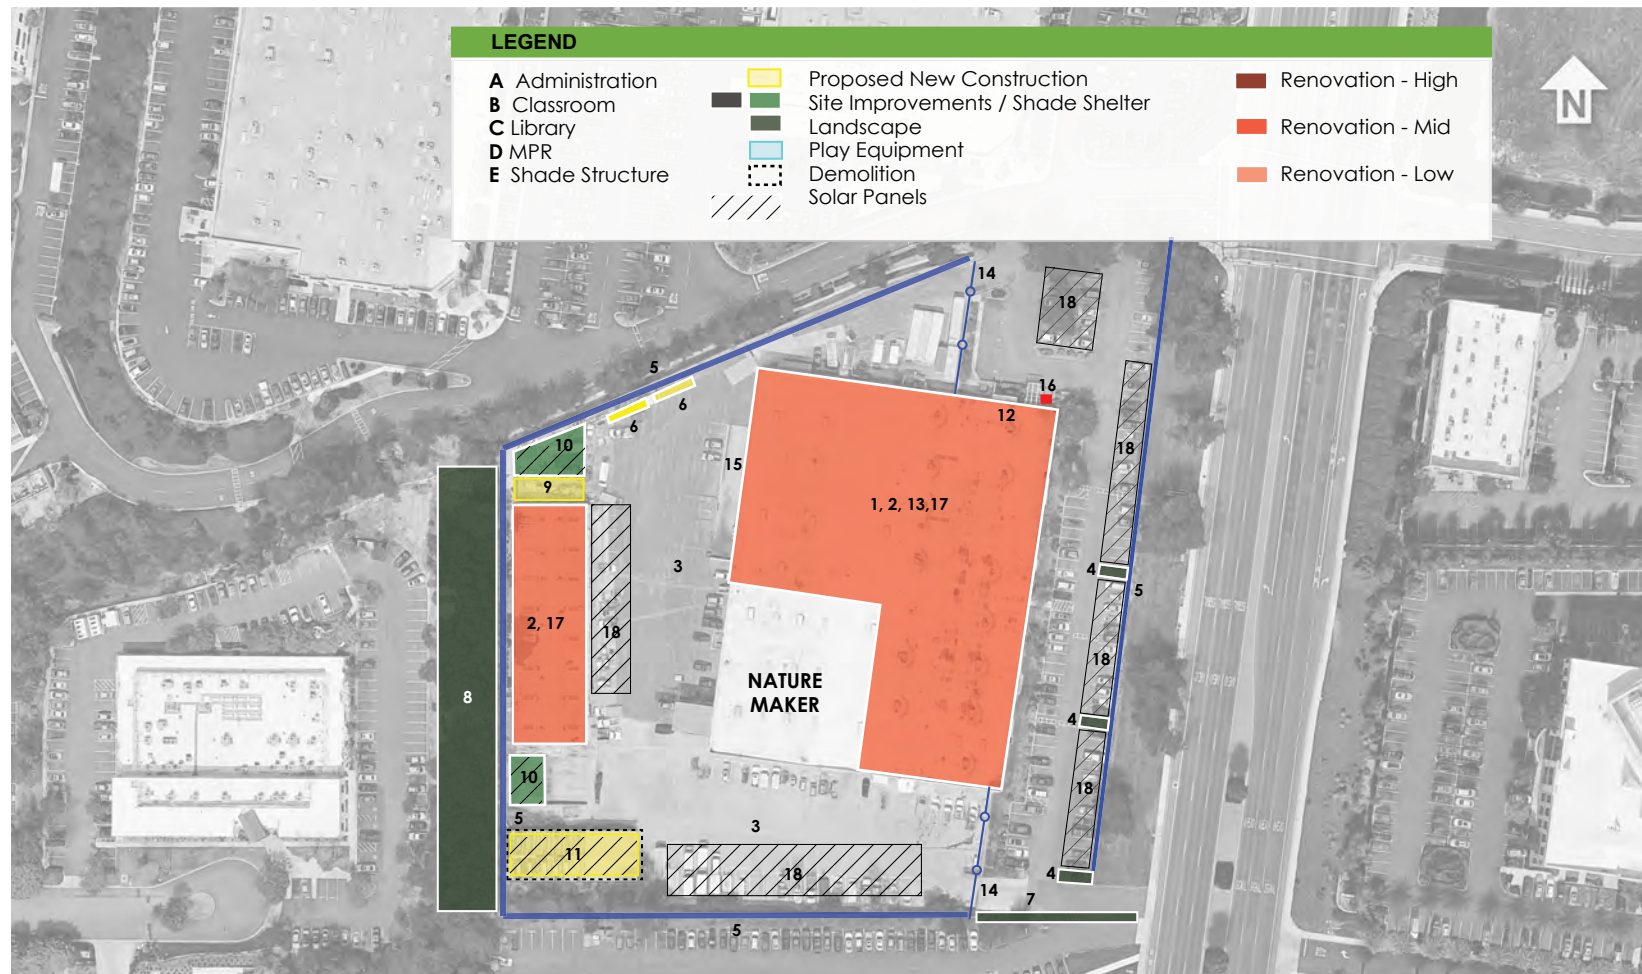 LEGEND
A Administration
B Classroom
C Library
D MPR
E Shade Structure
Proposed New Construction
Site Improvements / Shade Shelter
Landscape
Play Equipment
Demolition
Solar Panels
Renovation - High
Renovation - Mid
Renovation - Low
N
14
18
5
16
6
12
6
10
18
15
9
1, 2, 13,17
3
4
5
2, 17
18
18
NATURE
MAKER
8
4
10
18
5
3
11
18
4
14
7
5